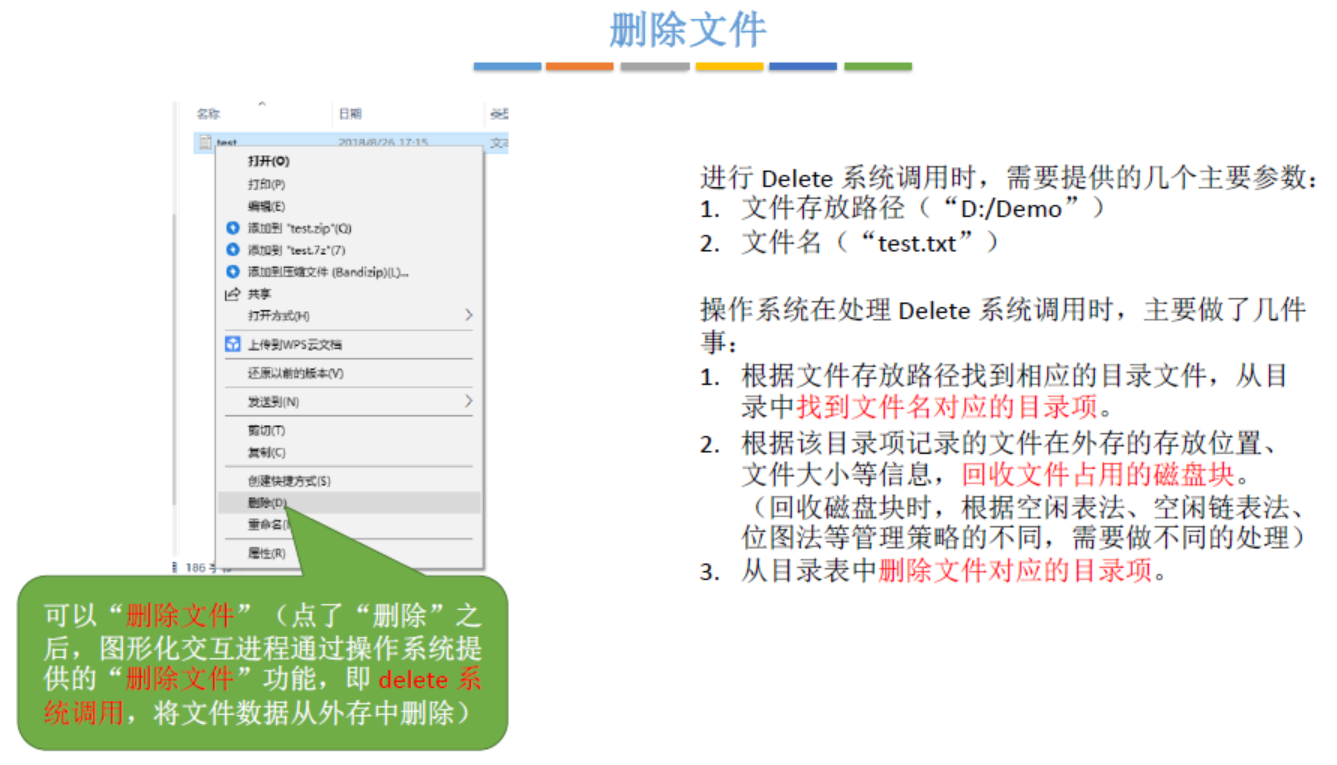 删除文件
名称 日期
test 2018/8/26 17:15
打开(O)
打印(P)
编辑(E)
添加到 "test.zip"(Q)
添加到 "test.7z"(7)
添加到压缩文件 (Bandizip)(L)...
共享
打开方式(H)
上传到WPS云文档
还原以前的版本(V)
发送到(N)
剪切(T)
复制(C)
创建快捷方式(S)
删除(D)
重命名
属性(R)
186
可以“删除文件”（点了“删除”之
后，图形化交互进程通过操作系统提
供的“删除文件”功能，即 delete 系
统调用，将文件数据从外存中删除）
进行 Delete 系统调用时，需要提供的几个主要参数：
1. 文件存放路径（“D:/Demo”）
2. 文件名（“test.txt”）
操作系统在处理 Delete 系统调用时，主要做了几件
事：
1. 根据文件存放路径找到相应的目录文件，从目
录中找到文件名对应的目录项。
2. 根据该目录项记录的文件在外存的存放位置、
文件大小等信息，回收文件占用的磁盘块。
（回收磁盘块时，根据空闲表法、空闲链表法、
位图法等管理策略的不同，需要做不同的处理）
3. 从目录表中删除文件对应的目录项。